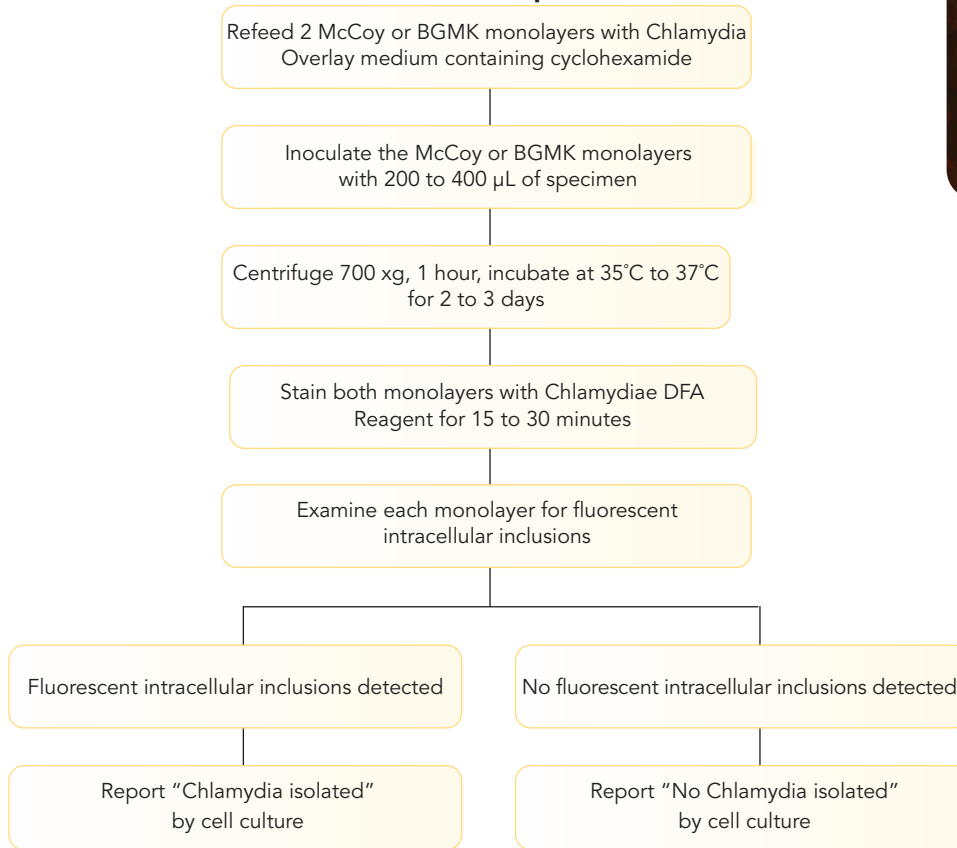 Refeed 2 McCoy or BGMK monolayers with Chlamydia
Overlay medium containing cyclohexamide
Inoculate the McCoy or BGMK monolayers
with 200 to 400 µL of specimen
Centrifuge 700 xg, 1 hour, incubate at 35˚C to 37˚C
for 2 to 3 days
Stain both monolayers with Chlamydiae DFA
Reagent for 15 to 30 minutes
Examine each monolayer for fluorescent
intracellular inclusions
Fluorescent intracellular inclusions detected
No fluorescent intracellular inclusions detected
Report “Chlamydia isolated”
by cell culture
Report “No Chlamydia isolated”
by cell culture